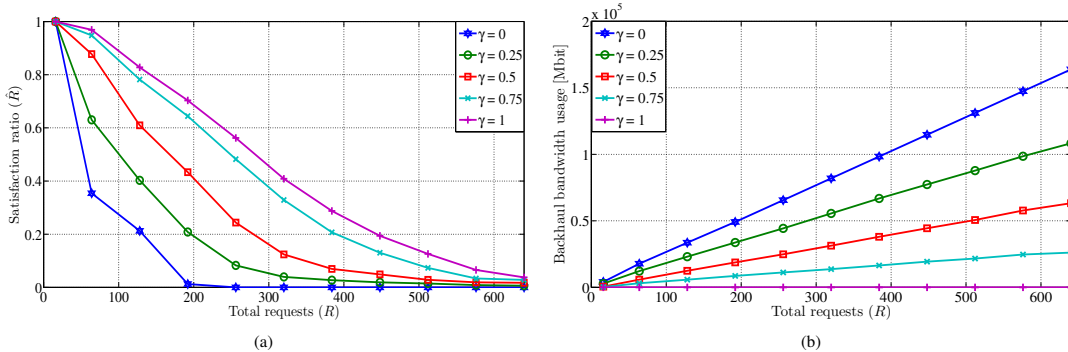 1
0.8
0.6
0.4
0.2
0
0 100 200 300 400 500 600
Satisfaction ratio (R̂)
Total requests (R)
γ = 0
γ = 0.25
γ = 0.5
γ = 0.75
γ = 1
(a)
2 x 10^5
1.5
1
0.5
0
0 100 200 300 400 500 600
Backhaul bandwidth usage [Mbit]
Total requests (R)
γ = 0
γ = 0.25
γ = 0.5
γ = 0.75
γ = 1
(b)